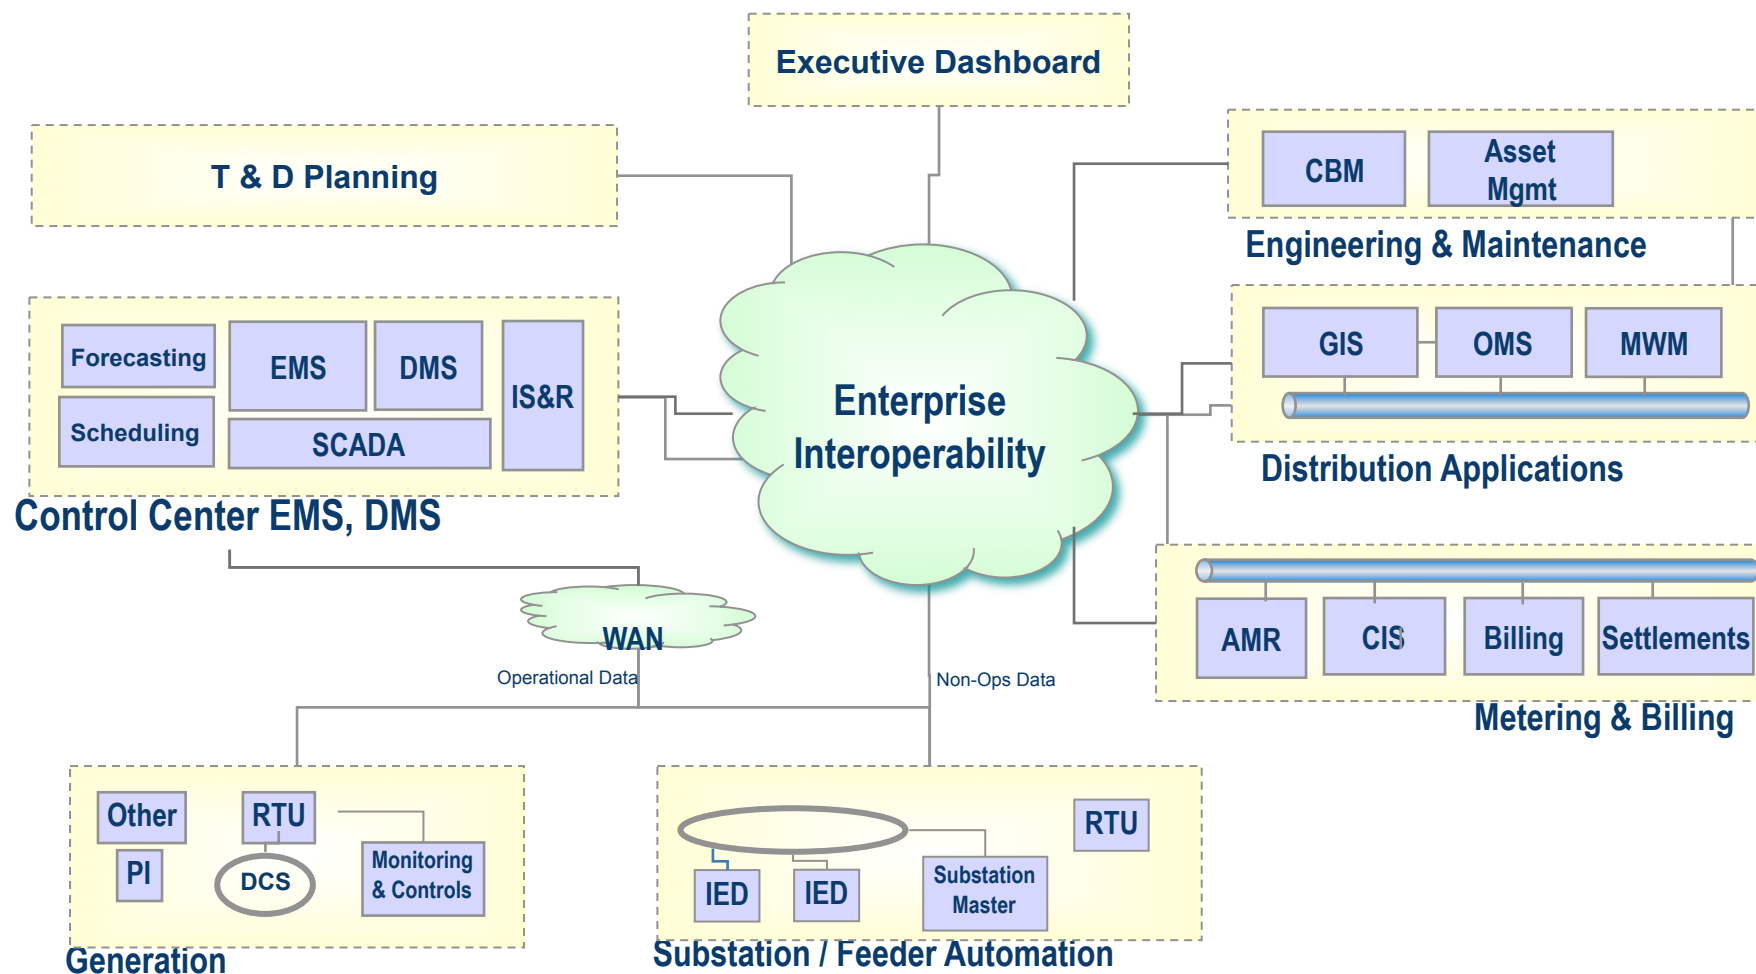 Executive Dashboard
T & D Planning
CBM
Asset
Mgmt
Engineering & Maintenance
Forecasting
Scheduling
EMS
DMS
IS&R
SCADA
Control Center EMS, DMS
Enterprise
Interoperability
GIS
OMS
MWM
Distribution Applications
WAN
Operational Data
Non-Ops Data
AMR
CIS
Billing
Settlements
Metering & Billing
Other
RTU
PI
DCS
Monitoring
& Controls
Generation
RTU
IED
IED
Substation
Master
Substation / Feeder Automation